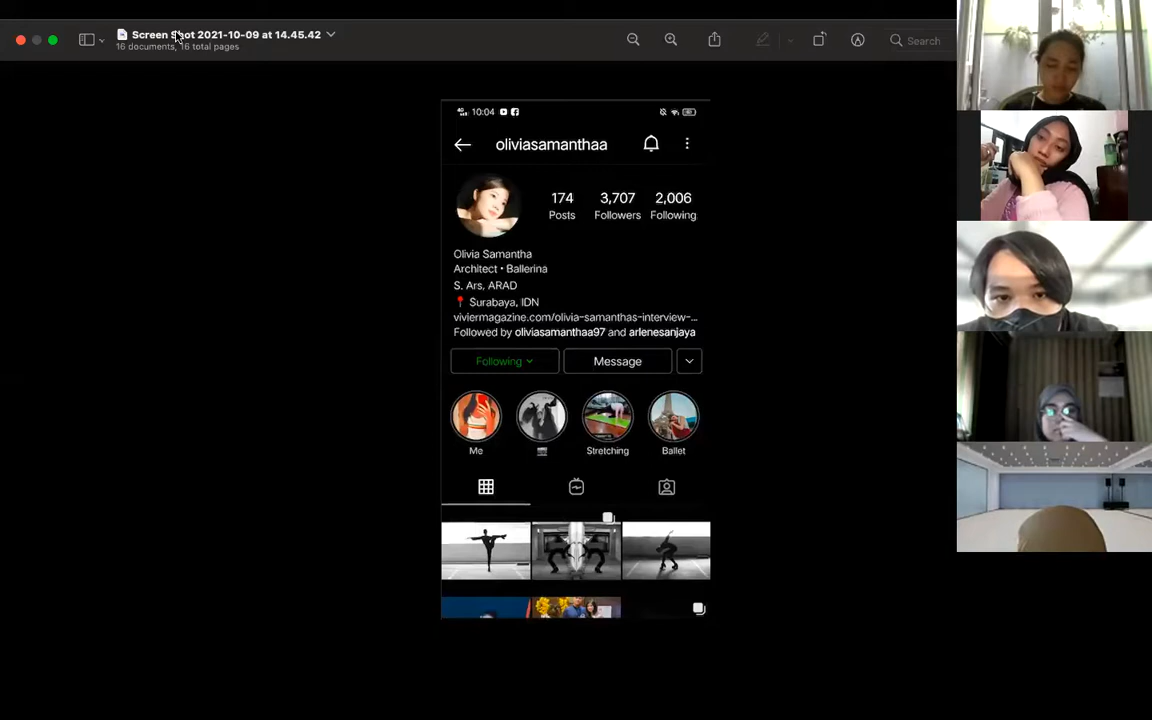 Screen Shot 2021-10-09 at 14.45.42
16 documents, 16 total pages
Search
4G 10:04
oliviasamanthaa
174 3,707 2,006
Posts Followers Following
Olivia Samantha
Architect • Ballerina
S. Ars, ARAD
📍 Surabaya, IDN
viviermagazine.com/olivia-samanthas-interview-...
Followed by oliviasamanthaa97 and arlenesanjaya
Following Message
Me Stretching Ballet